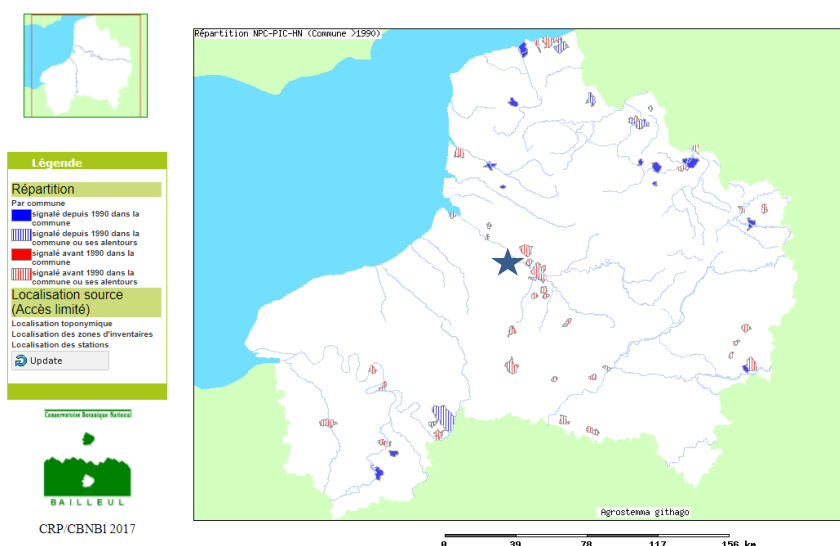 Légende
Répartition
Par commune
signalé depuis 1990 dans la
commune
signalé depuis 1990 dans la
commune ou ses alentours
signalé avant 1990 dans la
commune
signalé avant 1990 dans la
commune ou ses alentours
Localisation source
(Accès limité)
Localisation toponymique
Localisation des zones d'inventaires
Localisation des stations
Update
Conservatoire Botanique National
BAILLEUL
CRP/CBNBl 2017
Répartition NPC-PIC-HN (Commune >1990)
Agrostemma githago
0 39 78 117 156 km